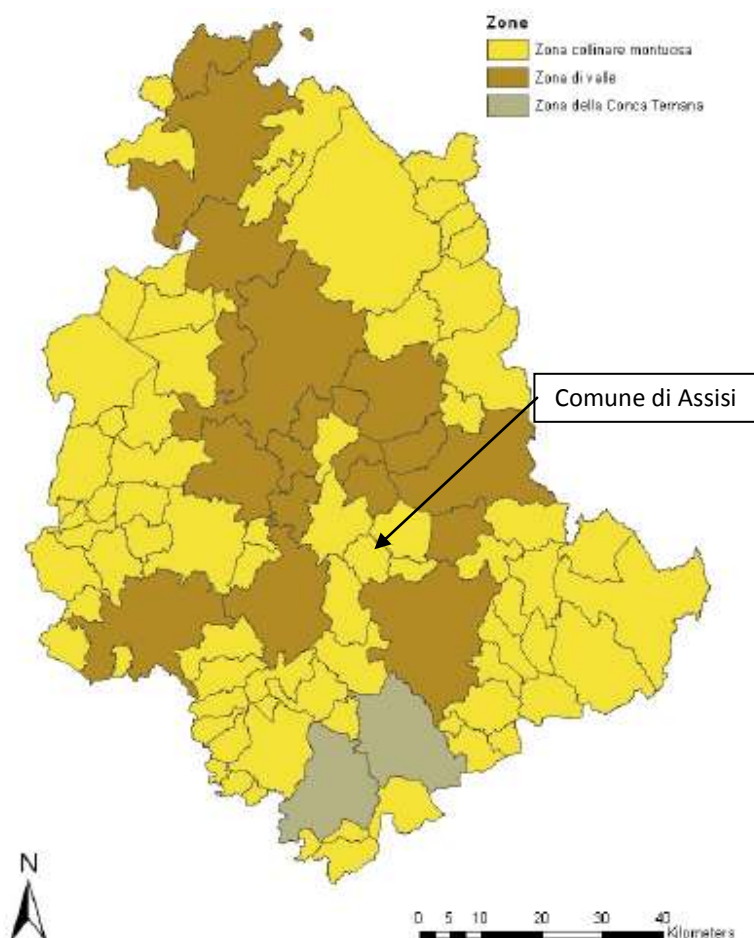 Zone
Zona collinare montuosa
Zona di valle
Zona della Conca Ternana
Comune di Assisi
N
0 5 10 20 30 40
Kilometers